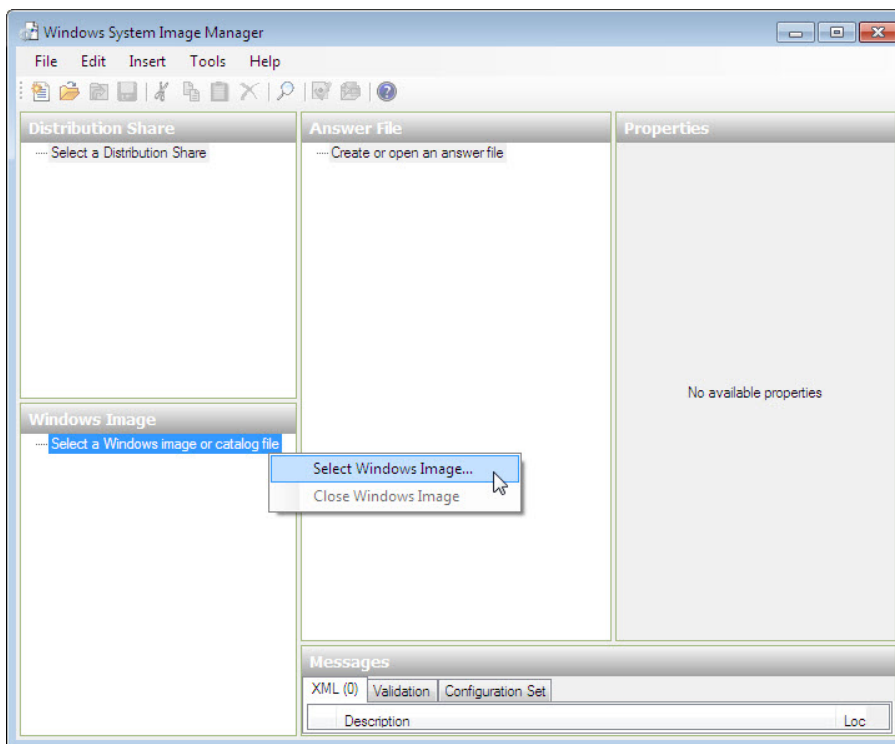 Windows System Image Manager
File Edit Insert Tools Help
Distribution Share
Select a Distribution Share
Answer File
Create or open an answer file
Properties
No available properties
Windows Image
Select a Windows image or catalog file
Select Windows Image...
Close Windows Image
Messages
XML (0) Validation Configuration Set
Description Loc